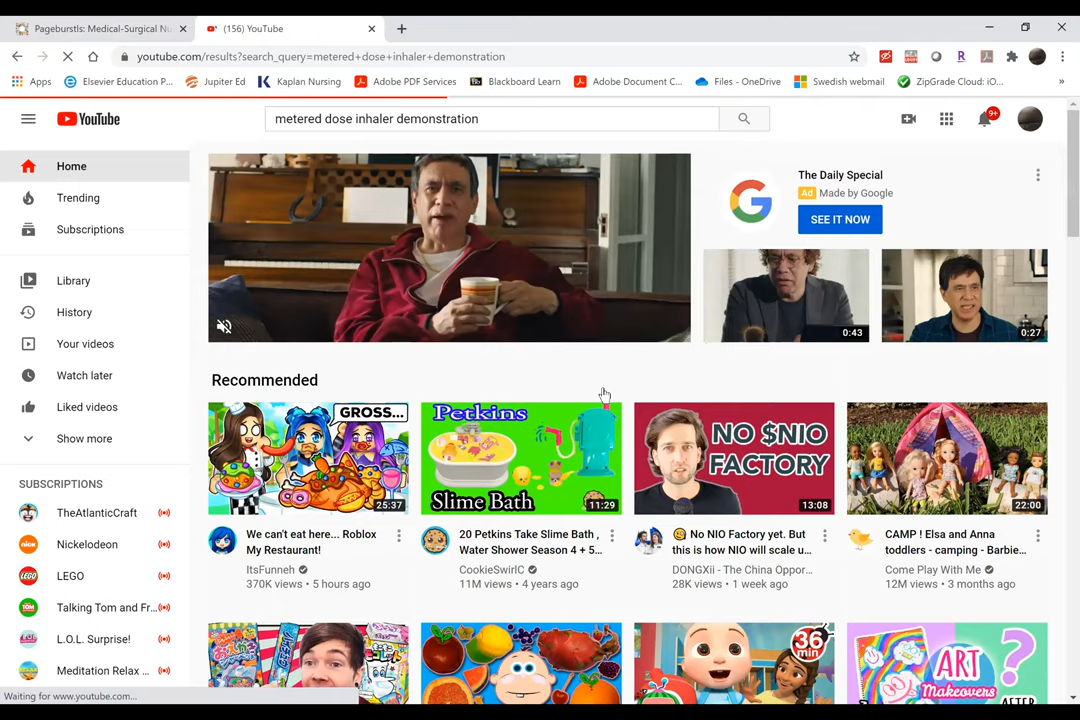 Pageburstls: Medical-Surgical Nu
(156) YouTube
youtube.com/results?search_query=metered+dose+inhaler+demonstration
Apps
Elsevier Education P...
Jupiter Ed
Kaplan Nursing
Adobe PDF Services
Blackboard Learn
Adobe Document C...
Files - OneDrive
Swedish webmail
ZipGrade Cloud: iO...
»
YouTube
metered dose inhaler demonstration
9+
Home
Trending
Subscriptions
Library
History
Your videos
Watch later
Liked videos
Show more
SUBSCRIPTIONS
TheAtlanticCraft
Nickelodeon
LEGO
Talking Tom and Fr...
L.O.L. Surprise!
Meditation Relax ...
The Daily Special
Ad Made by Google
SEE IT NOW
0:43
0:27
Recommended
GROSS...
25:37
We can't eat here... Roblox
My Restaurant!
ItsFunneh
370K views • 5 hours ago
Petkins
Slime Bath
11:29
20 Petkins Take Slime Bath ,
Water Shower Season 4 + 5...
CookieSwirlC
11M views • 4 years ago
NO $NIO
FACTORY
13:08
No NIO Factory yet. But
this is how NIO will scale u...
DONGXii - The China Oppor...
28K views • 1 week ago
22:00
CAMP ! Elsa and Anna
toddlers - camping - Barbie...
Come Play With Me
12M views • 3 months ago
36
min
ART
Makeovers
?
AFTER
Waiting for www.youtube.com...